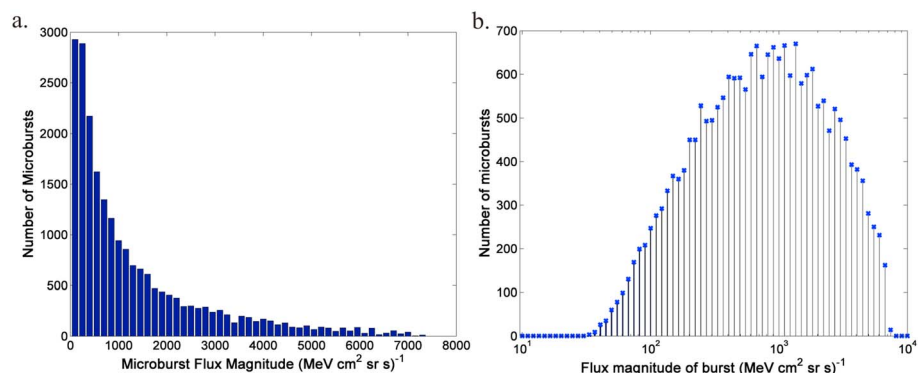 a.
Number of Microbursts
3000
2500
2000
1500
1000
500
0
0 1000 2000 3000 4000 5000 6000 7000 8000
Microburst Flux Magnitude (MeV cm² sr s)⁻¹
b.
Number of microbursts
700
600
500
400
300
200
100
0
10¹ 10² 10³ 10⁴
Flux magnitude of burst (MeV cm² sr s)⁻¹